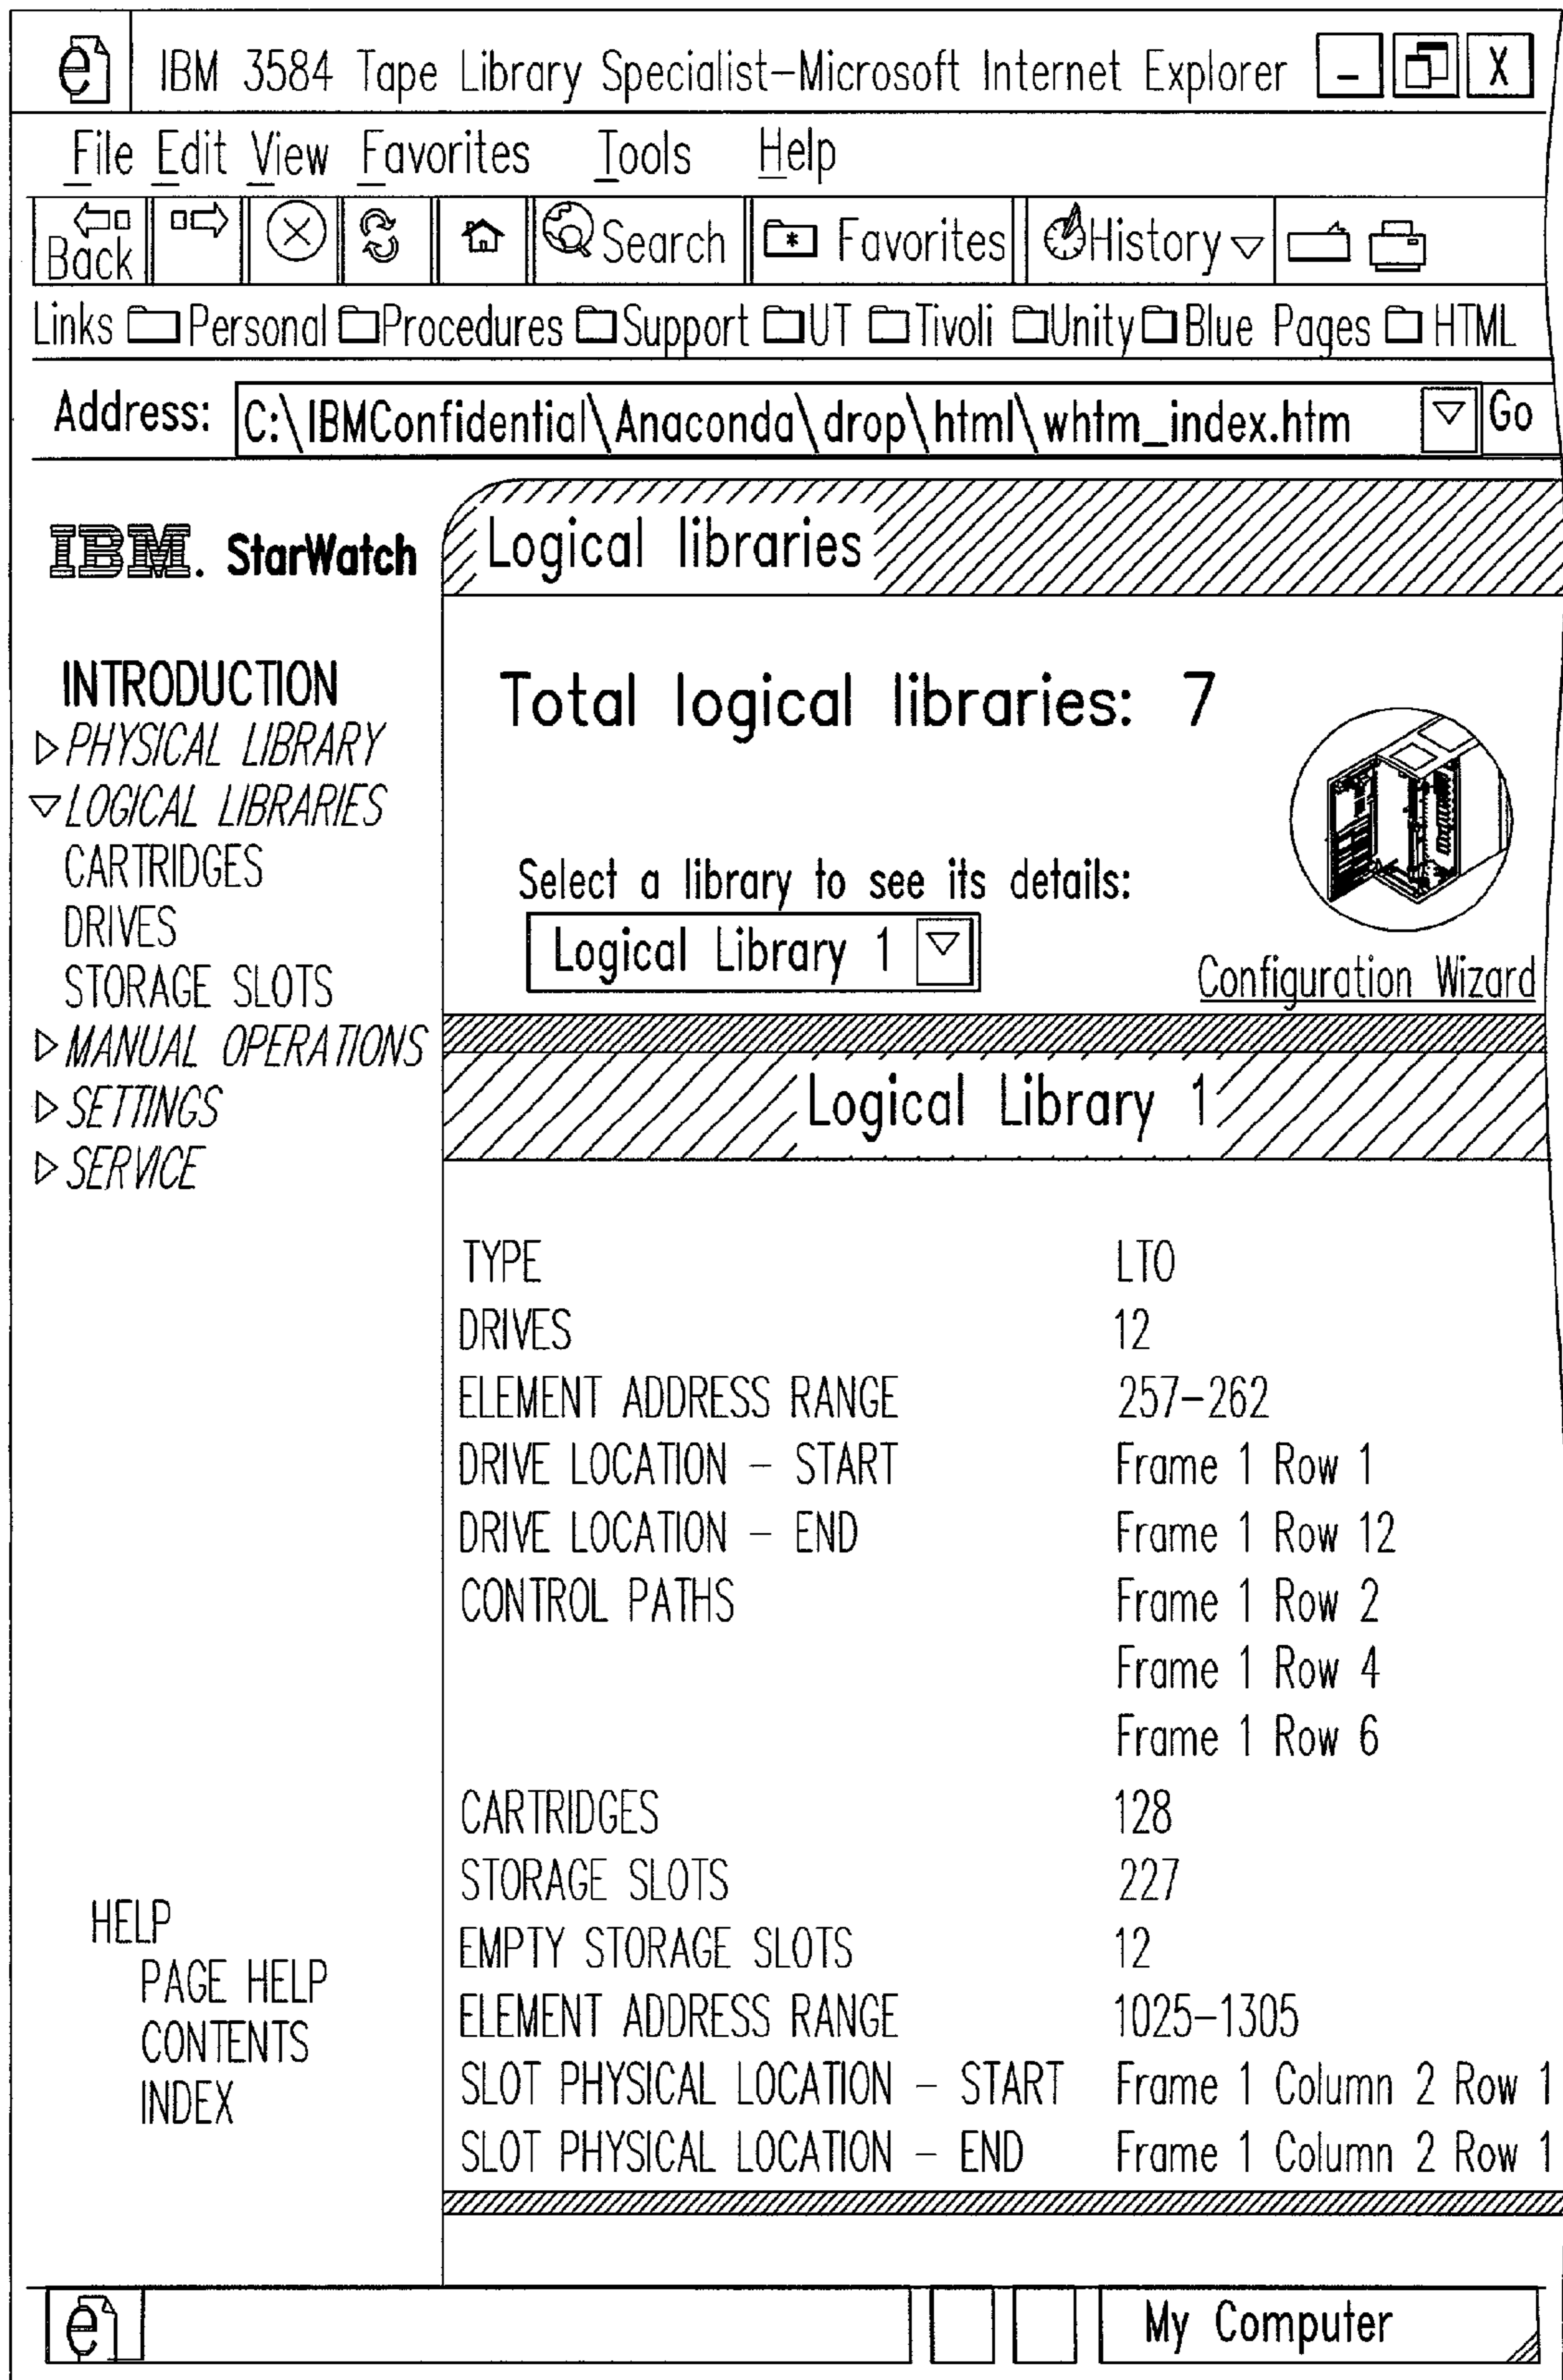 IBM 3584 Tape Library Specialist-Microsoft Internet Explorer - X
File Edit View Favorites Tools Help
Back Search * Favorites History
Links Personal Procedures Support UT Tivoli Unity Blue Pages HTML
Address: C:\IBMConfidential\Anaconda\drop\html\whtm_index.htm Go
IBM. StarWatch
INTRODUCTION
PHYSICAL LIBRARY
LOGICAL LIBRARIES
CARTRIDGES
DRIVES
STORAGE SLOTS
MANUAL OPERATIONS
SETTINGS
SERVICE
HELP
PAGE HELP
CONTENTS
INDEX
Logical libraries
Total logical libraries: 7
Select a library to see its details:
Logical Library 1
Configuration Wizard
Logical Library 1
TYPE LTO
DRIVES 12
ELEMENT ADDRESS RANGE 257-262
DRIVE LOCATION - START Frame 1 Row 1
DRIVE LOCATION - END Frame 1 Row 12
CONTROL PATHS Frame 1 Row 2
Frame 1 Row 4
Frame 1 Row 6
CARTRIDGES 128
STORAGE SLOTS 227
EMPTY STORAGE SLOTS 12
ELEMENT ADDRESS RANGE 1025-1305
SLOT PHYSICAL LOCATION - START Frame 1 Column 2 Row 1
SLOT PHYSICAL LOCATION - END Frame 1 Column 2 Row 1
My Computer